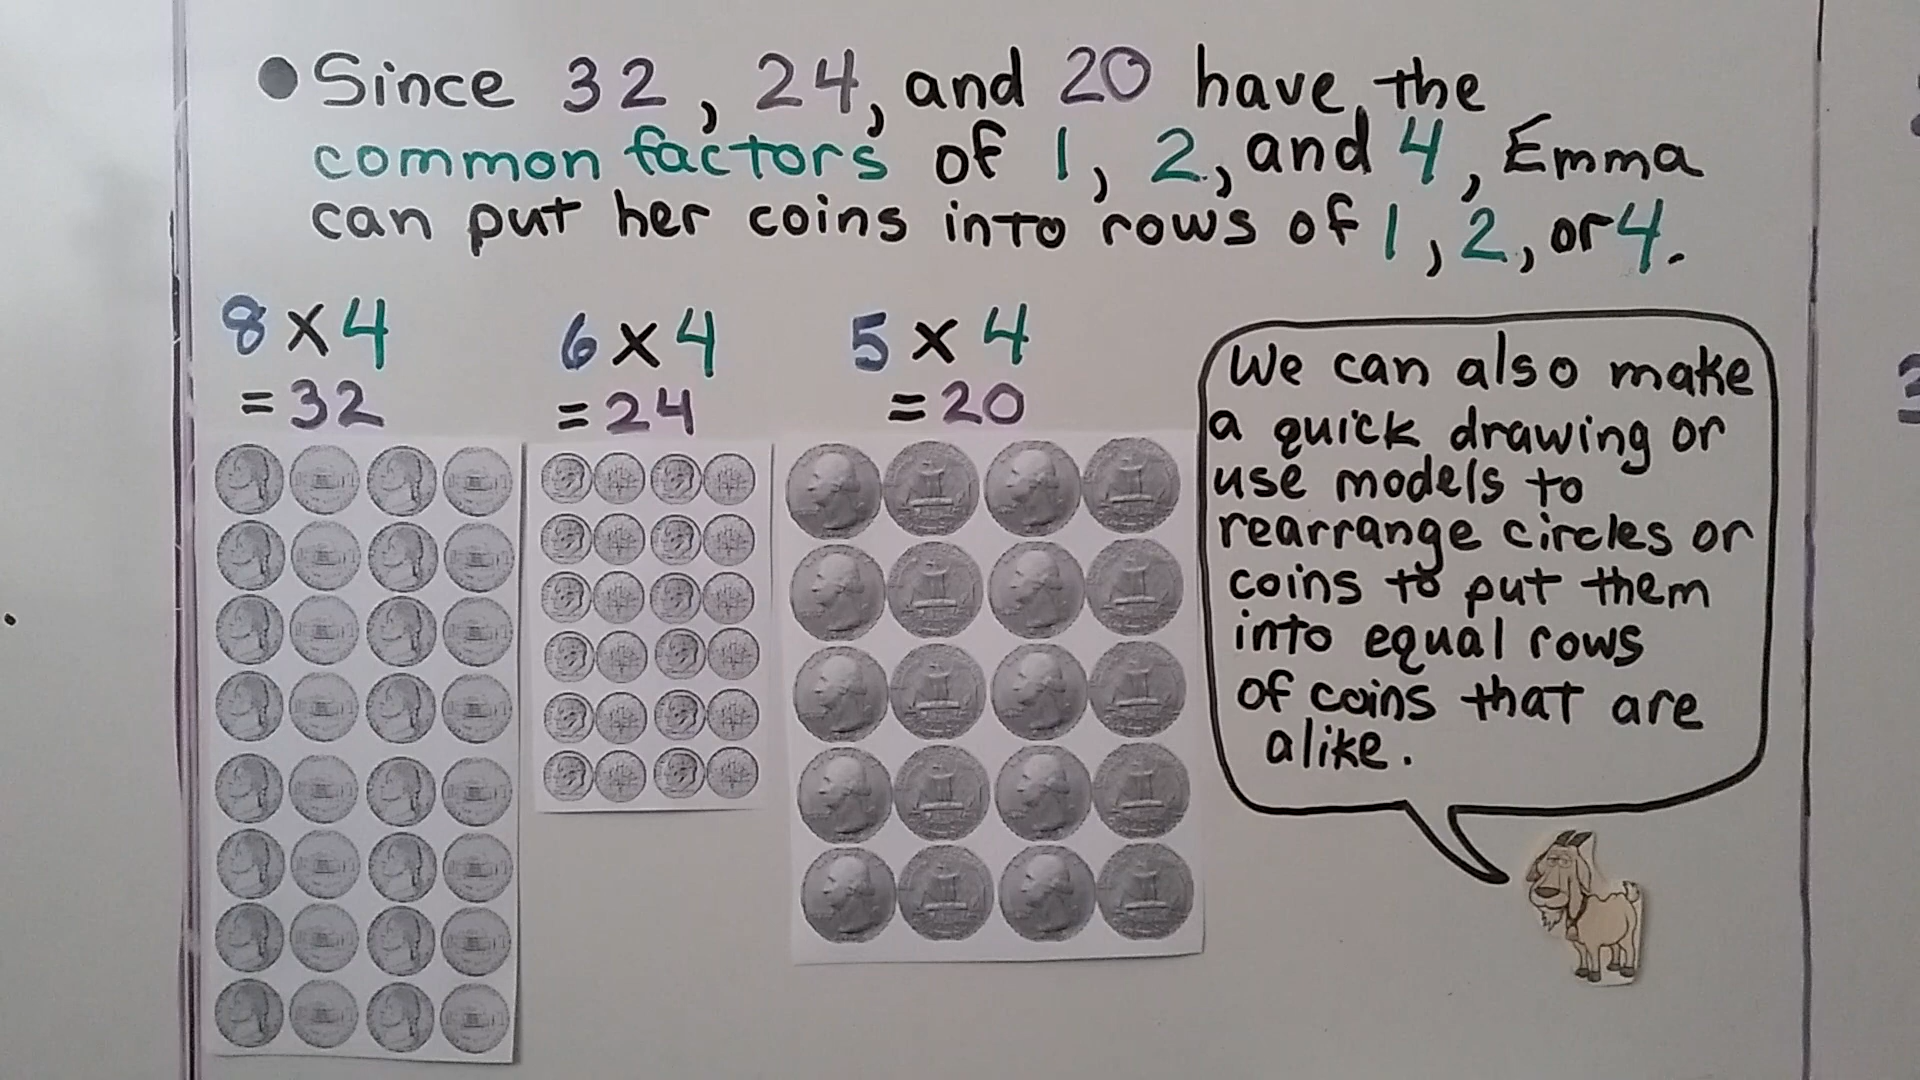 ● Since 32, 24, and 20 have the
common factors of 1, 2, and 4, Emma
can put her coins into rows of 1, 2, or 4.
8 x 4
= 32
6 x 4
= 24
5 x 4
= 20
We can also make
a quick drawing or
use models to
rearrange circles or
coins to put them
into equal rows
of coins that are
alike.